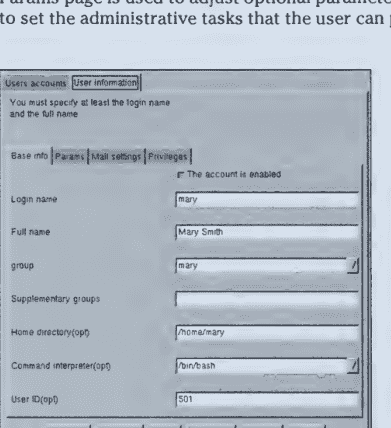 Params page is used to adjust optional paramete
to set the administrative tasks that the user can
Users accounts User information
You must specify at least the login name
and the full name
Base info Params Mail settings Privileges
The account is enabled
Login name mary
Full name Mary Smith
group mary
Supplementary groups
Home directory(opt) /home/mary
Command interpreter(opt) /bin/bash
User ID(opt) 501